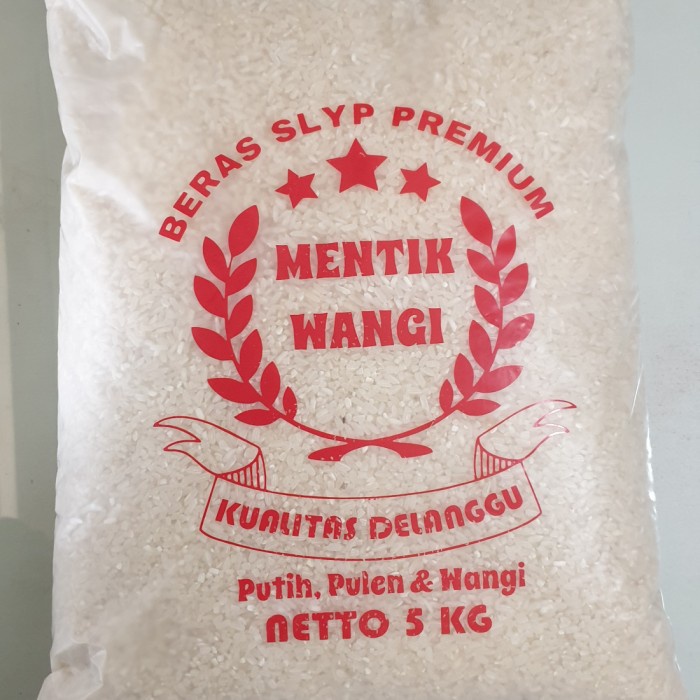 BERAS SLYP PREMIUM
MENTIK
WANGI
KUALITAS DELANGGU
Putih, Pulen & Wangi
NETTO 5 KG